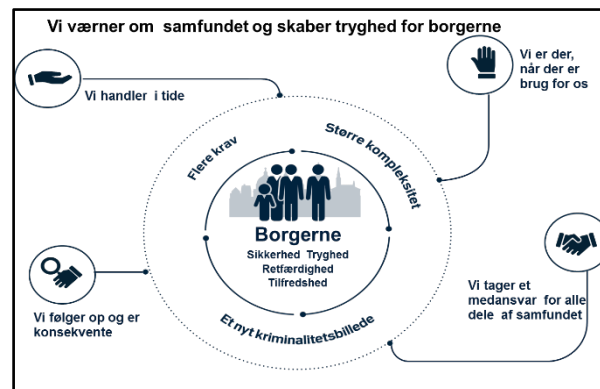 Vi værner om samfundet og skaber tryghed for borgerne
Vi handler i tide
Vi er der,
når der er
brug for os
Flere krav
Større kompleksitet
Borgerne
Sikkerhed Tryghed
Retfærdighed
Tilfredshed
Vi følger op og er
konsekvente
Vi tager et
medansvar for alle
dele af samfundet
Et nyt kriminalitetsbillede